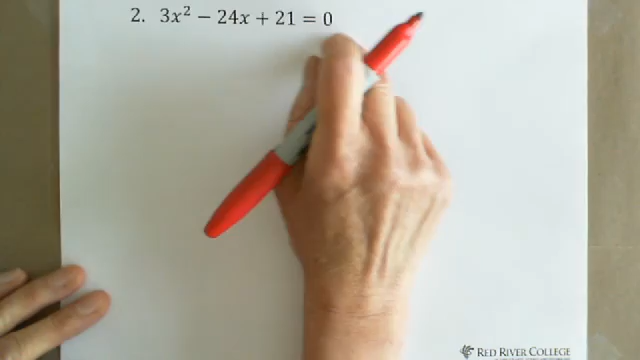 2. 3x² − 24x + 21 = 0
RED RIVER COLLEGE